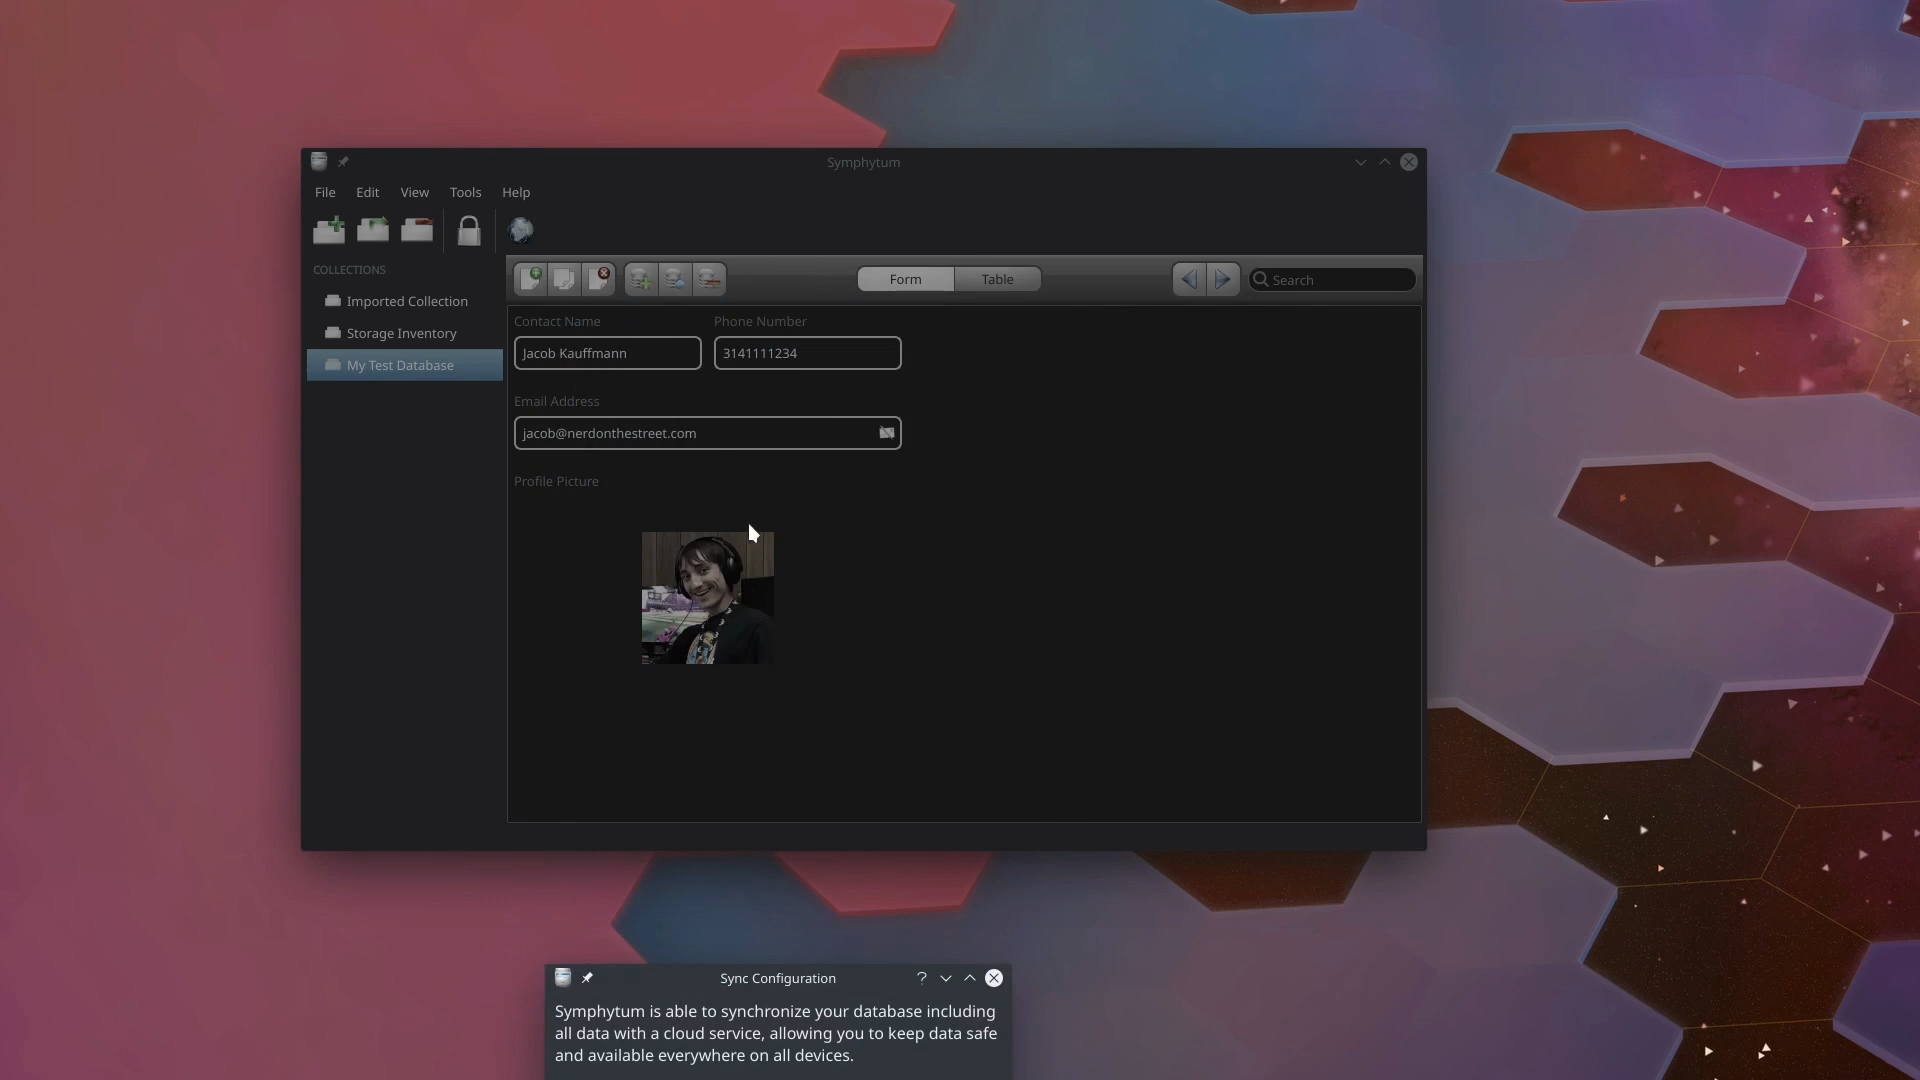 Symphytum
File Edit View Tools Help
COLLECTIONS
Form Table
Search
Imported Collection
Storage Inventory
My Test Database
Contact Name Phone Number
Jacob Kauffmann 3141111234
Email Address
jacob@nerdonthestreet.com
Profile Picture
Sync Configuration
Symphytum is able to synchronize your database including
all data with a cloud service, allowing you to keep data safe
and available everywhere on all devices.